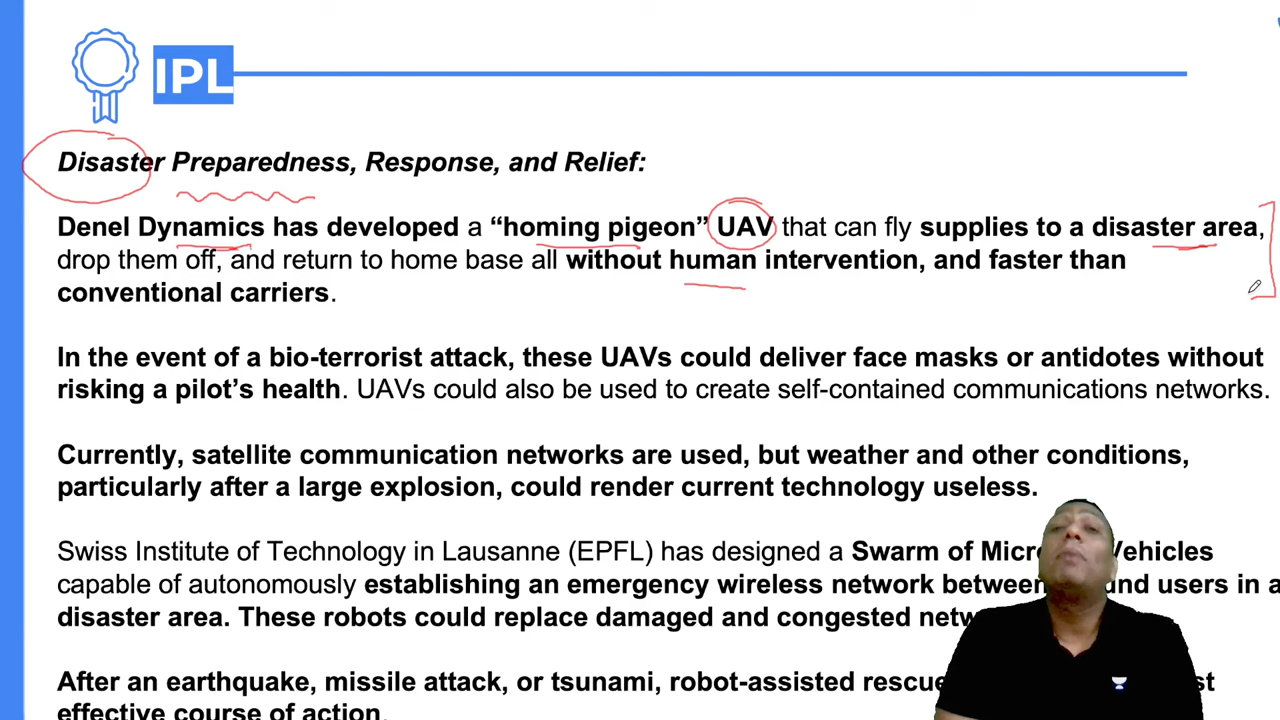 IPL
Disaster Preparedness, Response, and Relief:
Denel Dynamics has developed a “homing pigeon” UAV that can fly supplies to a disaster area,
drop them off, and return to home base all without human intervention, and faster than
conventional carriers.
In the event of a bio-terrorist attack, these UAVs could deliver face masks or antidotes without
risking a pilot’s health. UAVs could also be used to create self-contained communications networks.
Currently, satellite communication networks are used, but weather and other conditions,
particularly after a large explosion, could render current technology useless.
Swiss Institute of Technology in Lausanne (EPFL) has designed a Swarm of Vehicles
capable of autonomously establishing an emergency wireless network between users in a
disaster area. These robots could replace damaged and congested
After an earthquake, missile attack, or tsunami, robot-assisted
effective course of action.